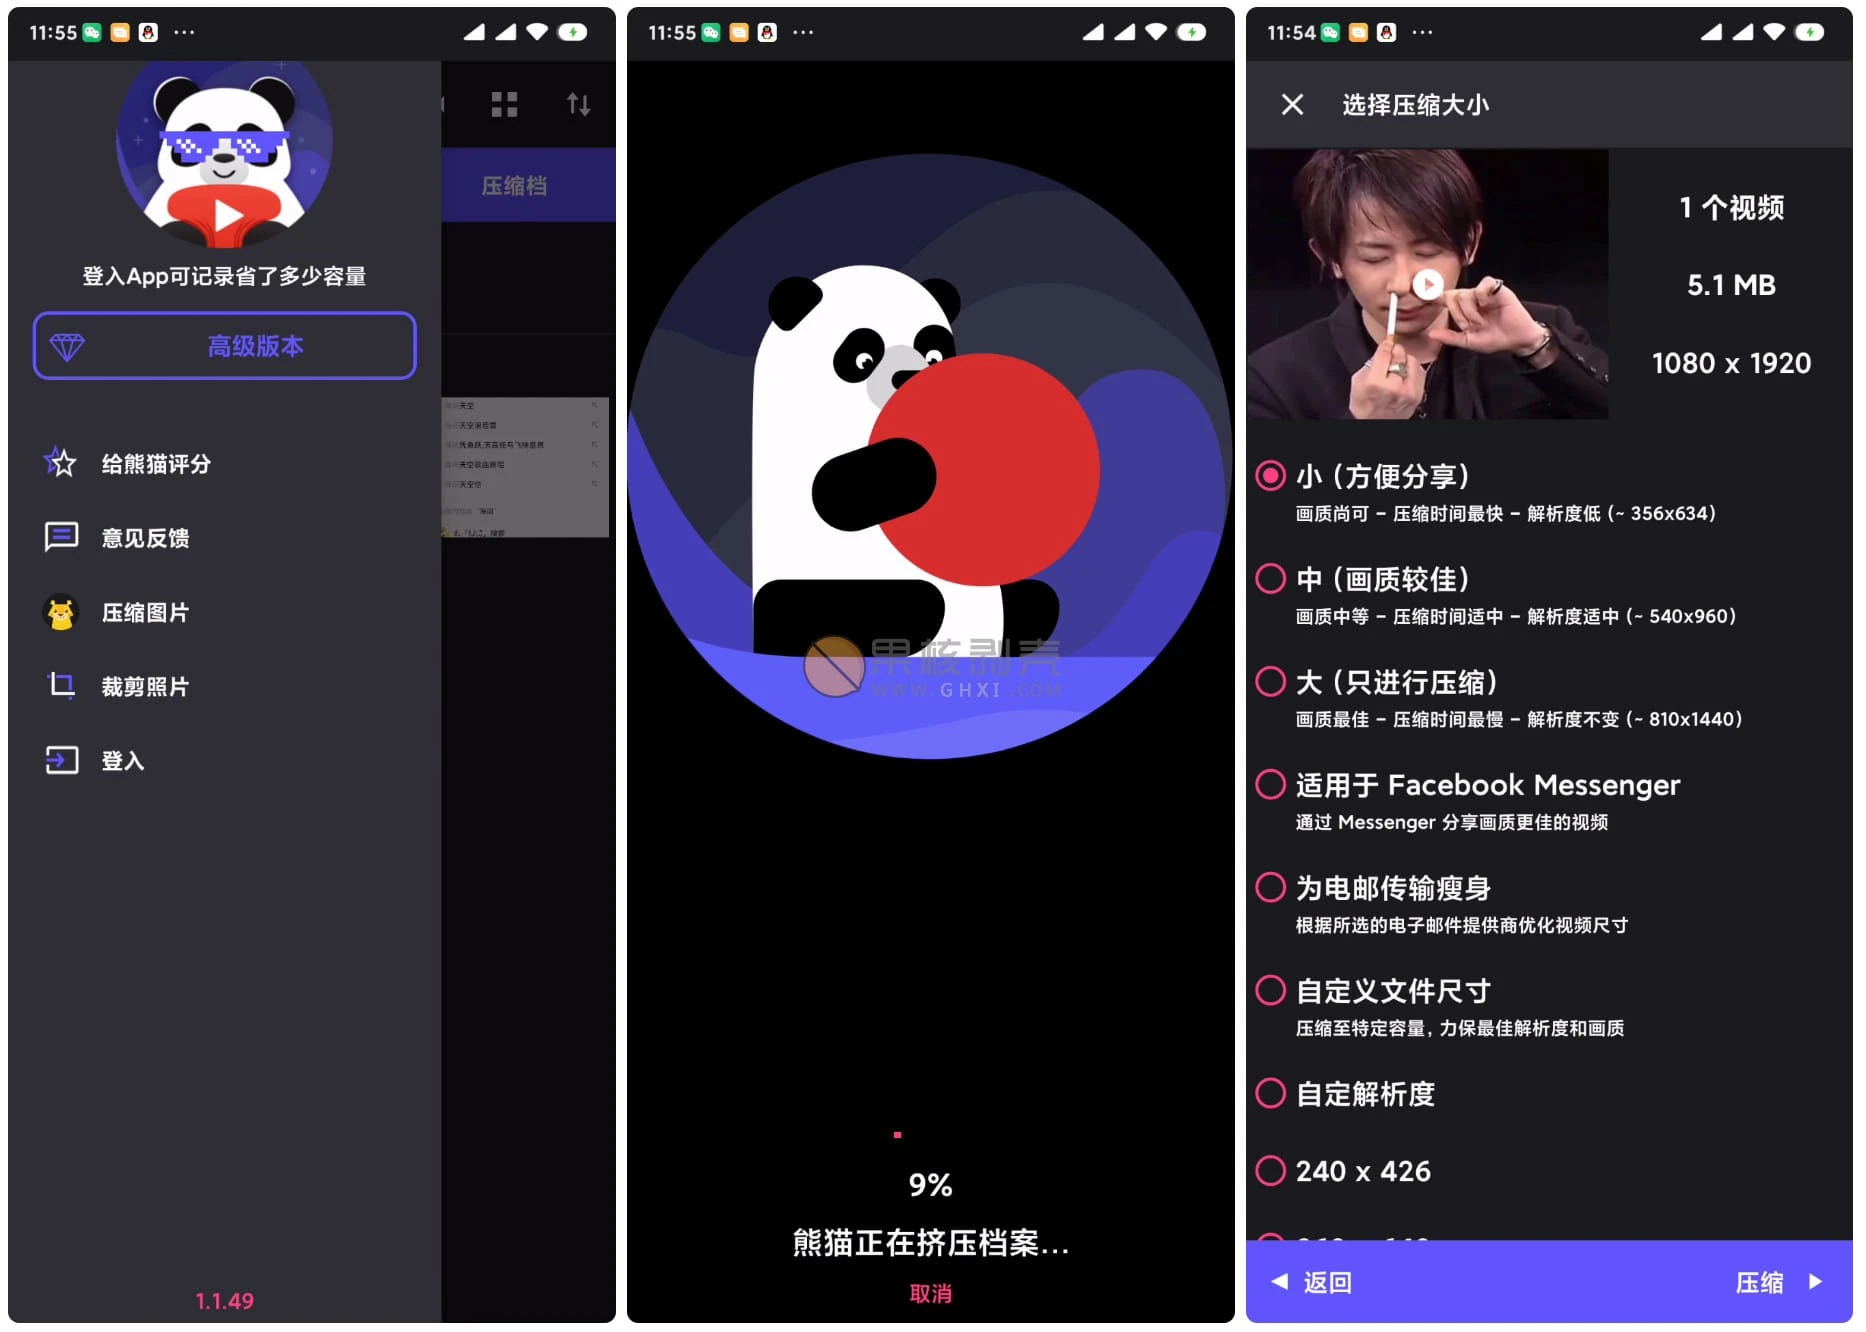 11:55
压缩档
登入App可记录省了多少容量
高级版本
给熊猫评分
意见反馈
压缩图片
裁剪照片
登入
1.1.49
11:55
果核剥壳
WWW.GHXI.COM
9%
熊猫正在挤压档案...
取消
11:54
选择压缩大小
1 个视频
5.1 MB
1080 x 1920
小 (方便分享)
画质尚可 - 压缩时间最快 - 解析度低 (~ 356x634)
中 (画质较佳)
画质中等 - 压缩时间适中 - 解析度适中 (~ 540x960)
大 (只进行压缩)
画质最佳 - 压缩时间最慢 - 解析度不变 (~ 810x1440)
适用于 Facebook Messenger
通过 Messenger 分享画质更佳的视频
为电邮传输瘦身
根据所选的电子邮件提供商优化视频尺寸
自定义文件尺寸
压缩至特定容量, 力保最佳解析度和画质
自定解析度
240 x 426
返回
压缩